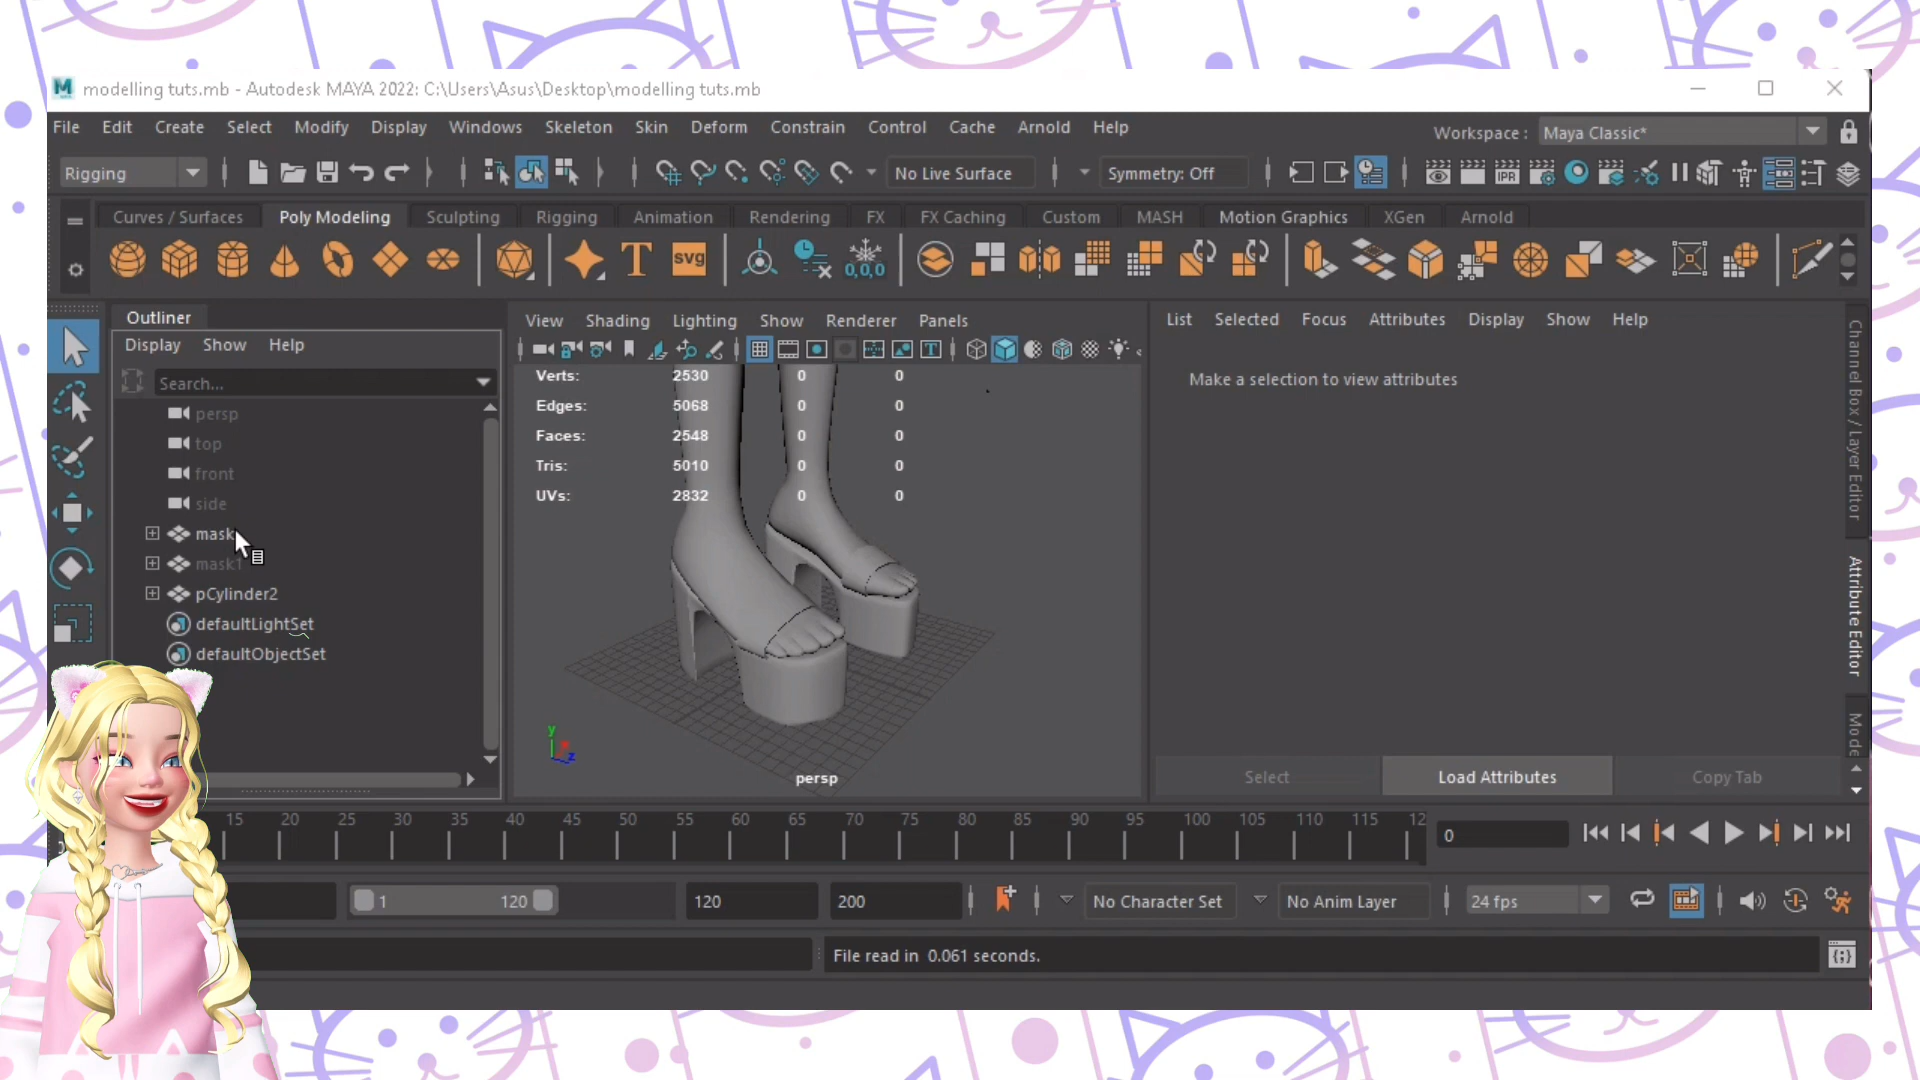 modelling tuts.mb - Autodesk MAYA 2022: C:\Users\Asus\Desktop\modelling tuts.mb
File Edit Create Select Modify Display Windows Skeleton Skin Deform Constrain Control Cache Arnold Help
Workspace : Maya Classic*
Rigging No Live Surface Symmetry: Off IPR
Curves / Surfaces Poly Modeling Sculpting Rigging Animation Rendering FX FX Caching Custom MASH Motion Graphics XGen Arnold
T svg 0,0,0
Outliner
Display Show Help
Search...
persp
top
front
side
mask
mask1
pCylinder2
defaultLightSet
defaultObjectSet
View Shading Lighting Show Renderer Panels
Verts: 2530 0 0
Edges: 5068 0 0
Faces: 2548 0 0
Tris: 5010 0 0
UVs: 2832 0 0
y
z
persp
List Selected Focus Attributes Display Show Help
Make a selection to view attributes
Select Load Attributes Copy Tab
Channel Box / Layer Editor
Attribute Editor
15 20 25 30 35 40 45 50 55 60 65 70 75 80 85 90 95 100 105 110 115 12
0
1 120 120 200 No Character Set No Anim Layer 24 fps
File read in 0.061 seconds.